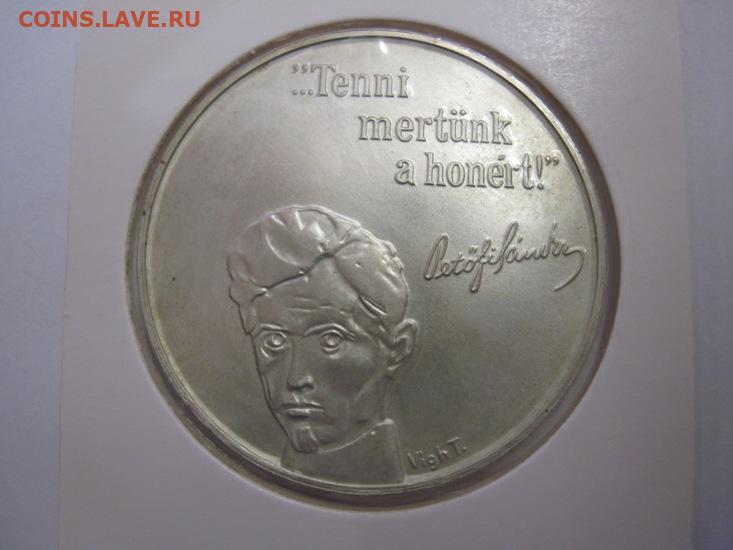 COINS.LAVE.RU
"...Tenni
mertünk
a honért!"
Petőfi Sándor
Vigh T.